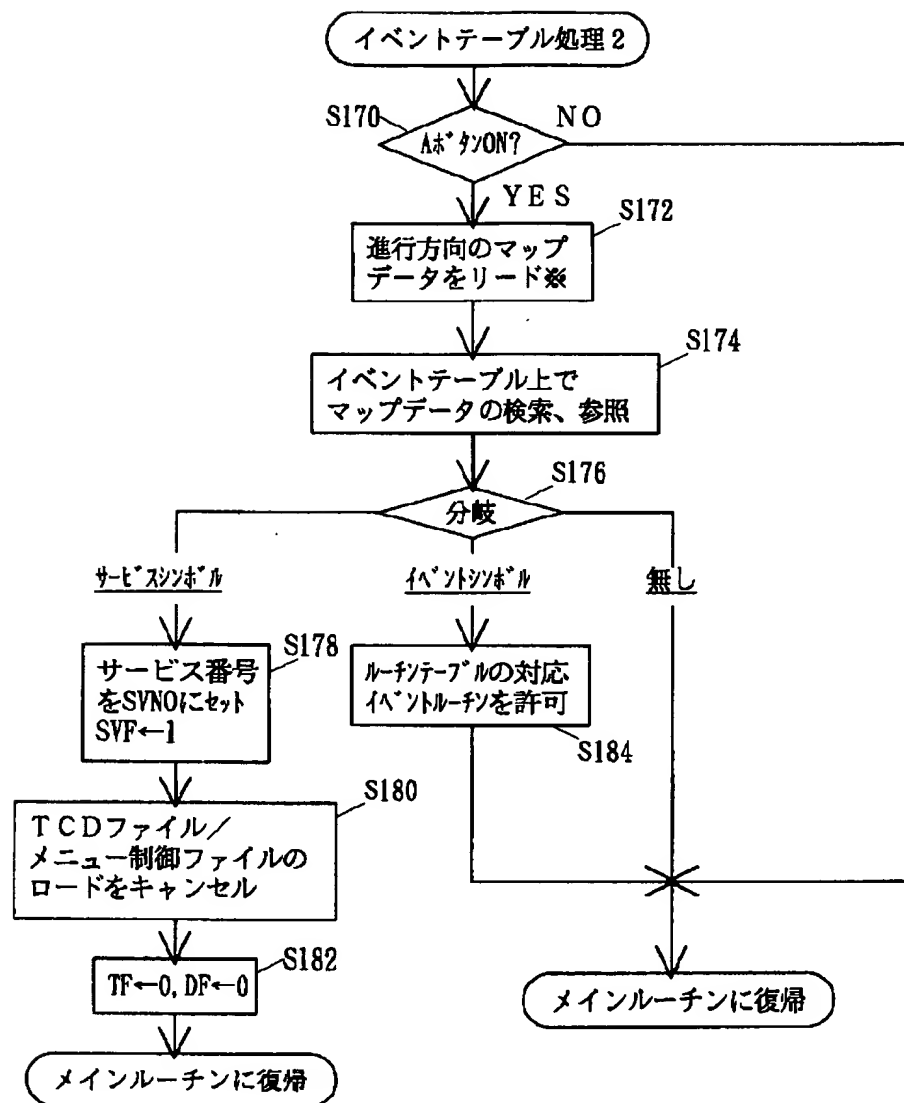 イベントテーブル処理2
S170
NO
AﾎﾞﾀﾝON?
YES
S172
進行方向のマップ
データをリード※
S174
イベントテーブル上で
マップデータの検索、参照
S176
分岐
ｻｰﾋﾞｽｼﾝﾎﾞﾙ
ｲﾍﾞﾝﾄｼﾝﾎﾞﾙ
無し
S178
サービス番号
をSVNOにｾｯﾄ
SVF←1
ﾙｰﾁﾝﾃｰﾌﾞﾙの対応
ｲﾍﾞﾝﾄﾙｰﾁﾝを許可
S184
S180
TCDファイル／
メニュー制御ファイルの
ロードをキャンセル
S182
TF←0, DF←0
メインルーチンに復帰
メインルーチンに復帰